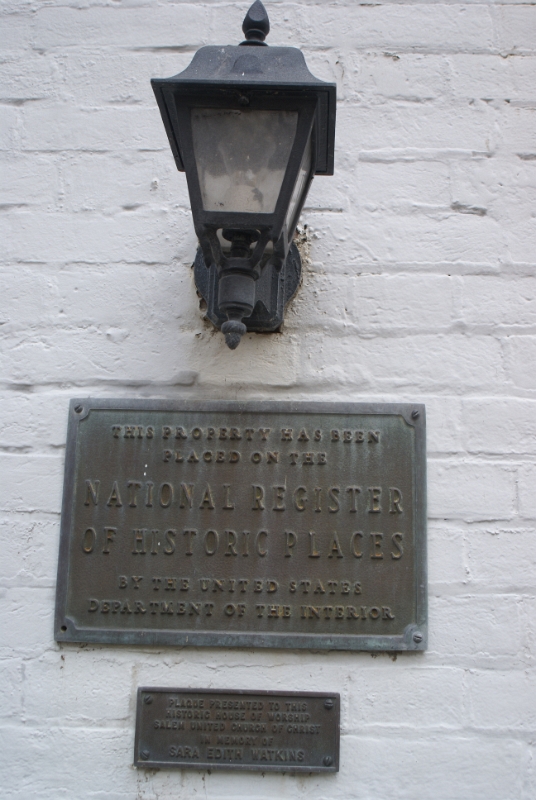 THIS PROPERTY HAS BEEN
PLACED ON THE
NATIONAL REGISTER
OF HISTORIC PLACES
BY THE UNITED STATES
DEPARTMENT OF THE INTERIOR
PLAQUE PRESENTED TO THIS
HISTORIC HOUSE OF WORSHIP
SALEM UNITED CHURCH OF CHRIST
IN MEMORY OF
SARA EDITH WATKINS